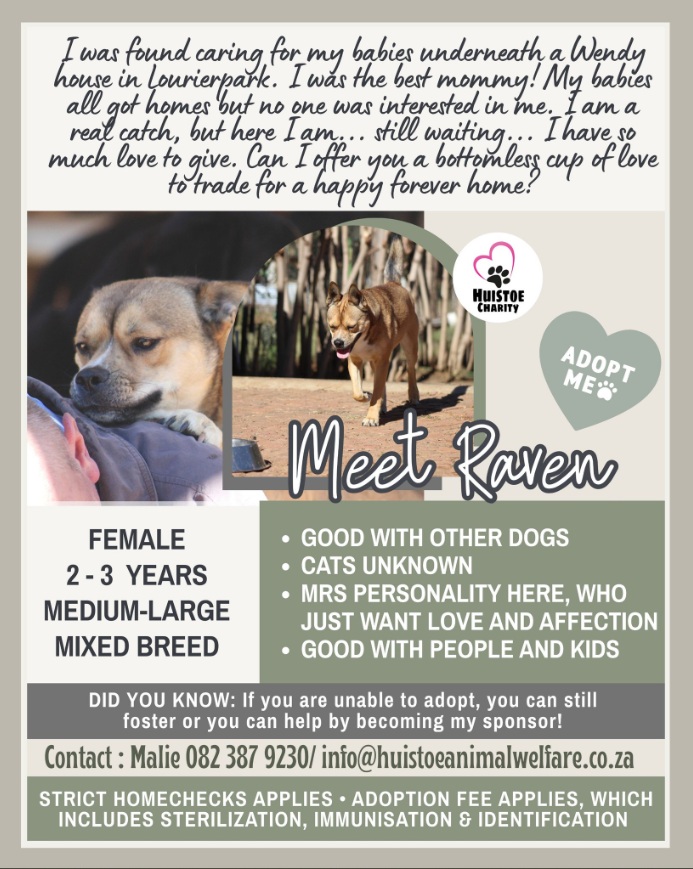 I was found caring for my babies underneath a Wendy
house in Lourierpark. I was the best mommy! My babies
all got homes but no one was interested in me. I am a
real catch, but here I am... still waiting... I have so
much love to give. Can I offer you a bottomless cup of love
to trade for a happy forever home?
HUISTOE
CHARITY
ADOPT
ME
Meet Raven
FEMALE
2 - 3 YEARS
MEDIUM-LARGE
MIXED BREED
• GOOD WITH OTHER DOGS
• CATS UNKNOWN
• MRS PERSONALITY HERE, WHO
JUST WANT LOVE AND AFFECTION
• GOOD WITH PEOPLE AND KIDS
DID YOU KNOW: If you are unable to adopt, you can still
foster or you can help by becoming my sponsor!
Contact : Malie 082 387 9230/ info@huistoeanimalwelfare.co.za
STRICT HOMECHECKS APPLIES • ADOPTION FEE APPLIES, WHICH
INCLUDES STERILIZATION, IMMUNISATION & IDENTIFICATION